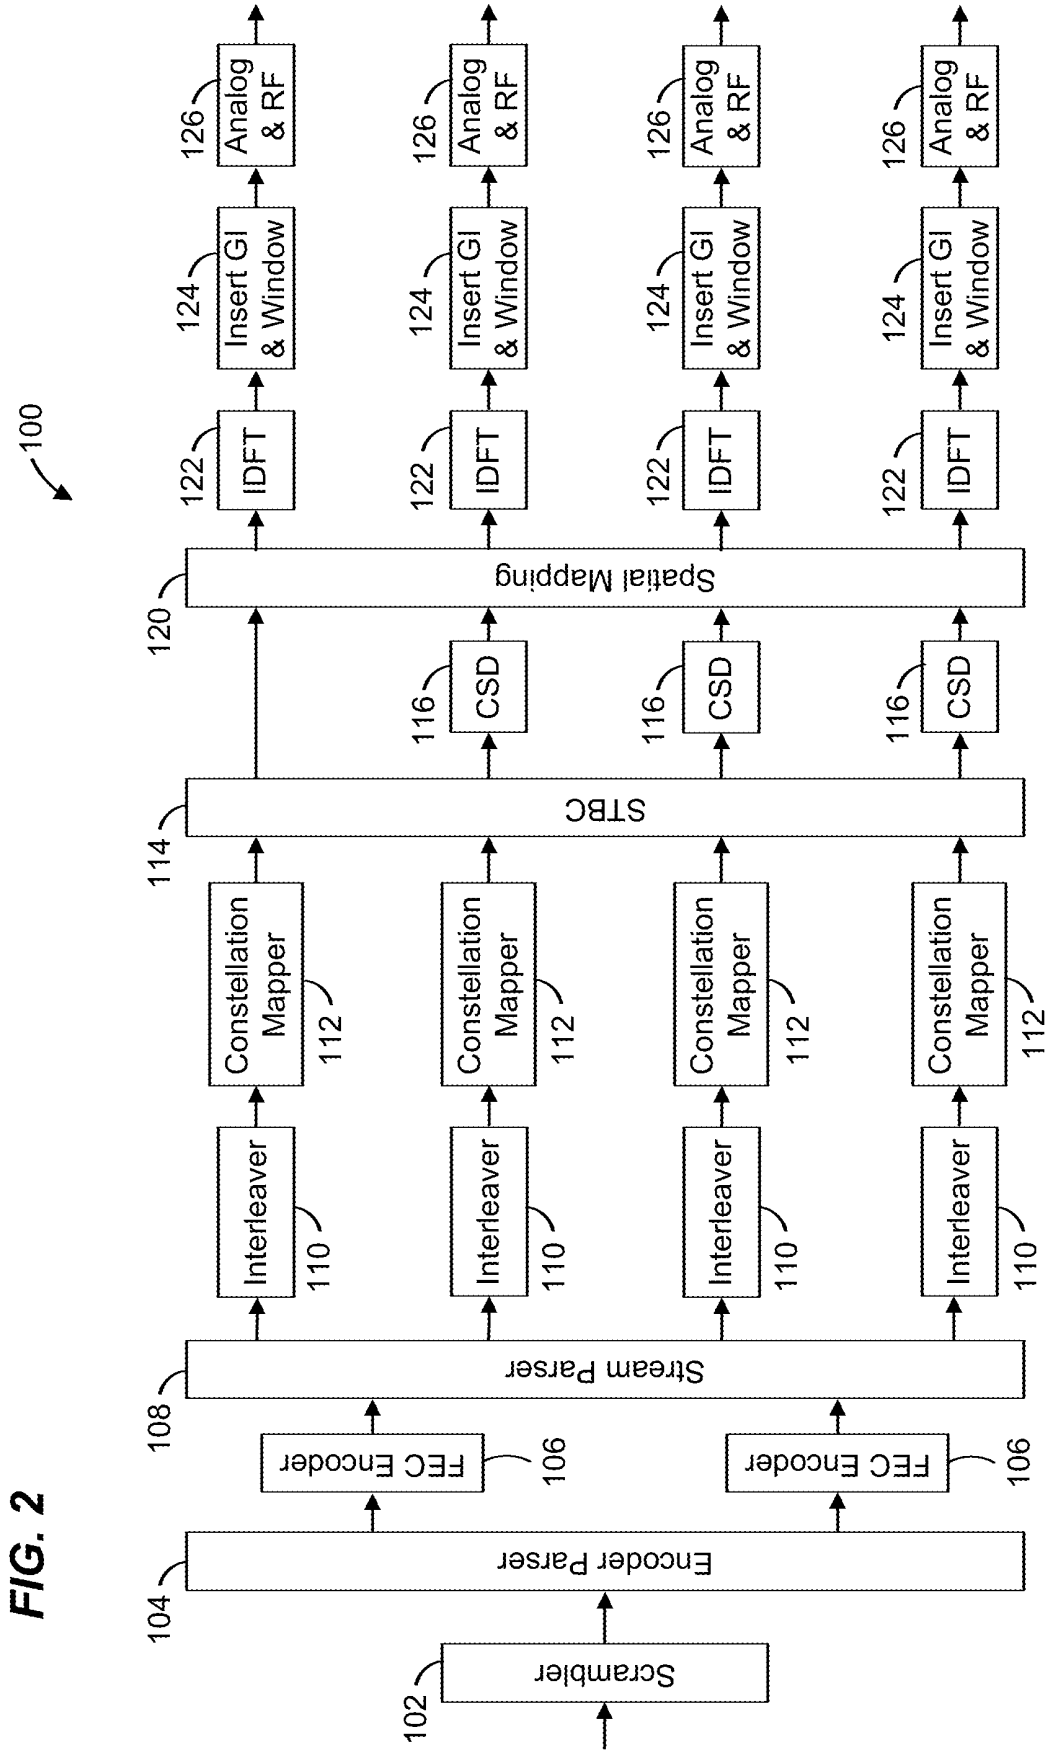 FIG. 2
100
102
Scrambler
104
Encoder Parser
FEC Encoder
106
FEC Encoder
106
108
Stream Parser
Interleaver
110
Interleaver
110
Interleaver
110
Interleaver
110
Constellation
Mapper
112
Constellation
Mapper
112
Constellation
Mapper
112
Constellation
Mapper
112
114
STBC
116
CSD
116
CSD
116
CSD
120
Spatial Mapping
122
IDFT
122
IDFT
122
IDFT
122
IDFT
124
Insert GI
& Window
124
Insert GI
& Window
124
Insert GI
& Window
124
Insert GI
& Window
126
Analog
& RF
126
Analog
& RF
126
Analog
& RF
126
Analog
& RF